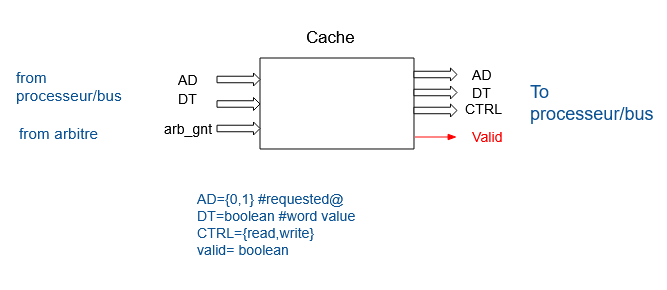 Cache
from
processeur/bus
AD
DT
from arbitre
arb_gnt
AD
DT
CTRL
Valid
To
processeur/bus
AD={0,1} #requested@
DT=boolean #word value
CTRL={read,write}
valid= boolean